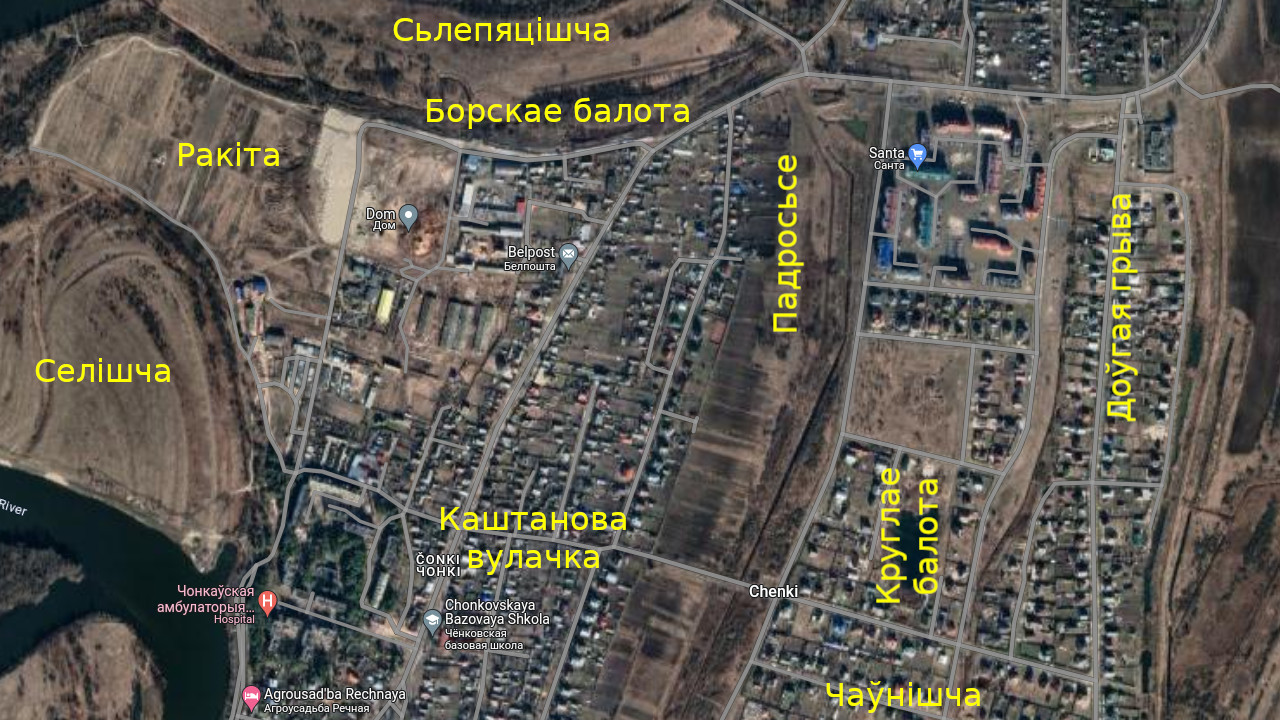 Сьлепяцішча
Борскае балота
Ракіта
Santa
Санта
Падросьсе
Dom
Дом
Доўгая грыва
Belpost
Белпошта
Селішча
Круглае
балота
River
Каштанова
вулачка
ČONKI
ЧОНКІ
Chenki
Чонкаўская
амбулаторыя...
Hospital
Chonkovskaya
Bazovaya Shkola
Чёнковская
базовая школа
Agrousad'ba Rechnaya
Агроусадьба Речная
Чаўнішча